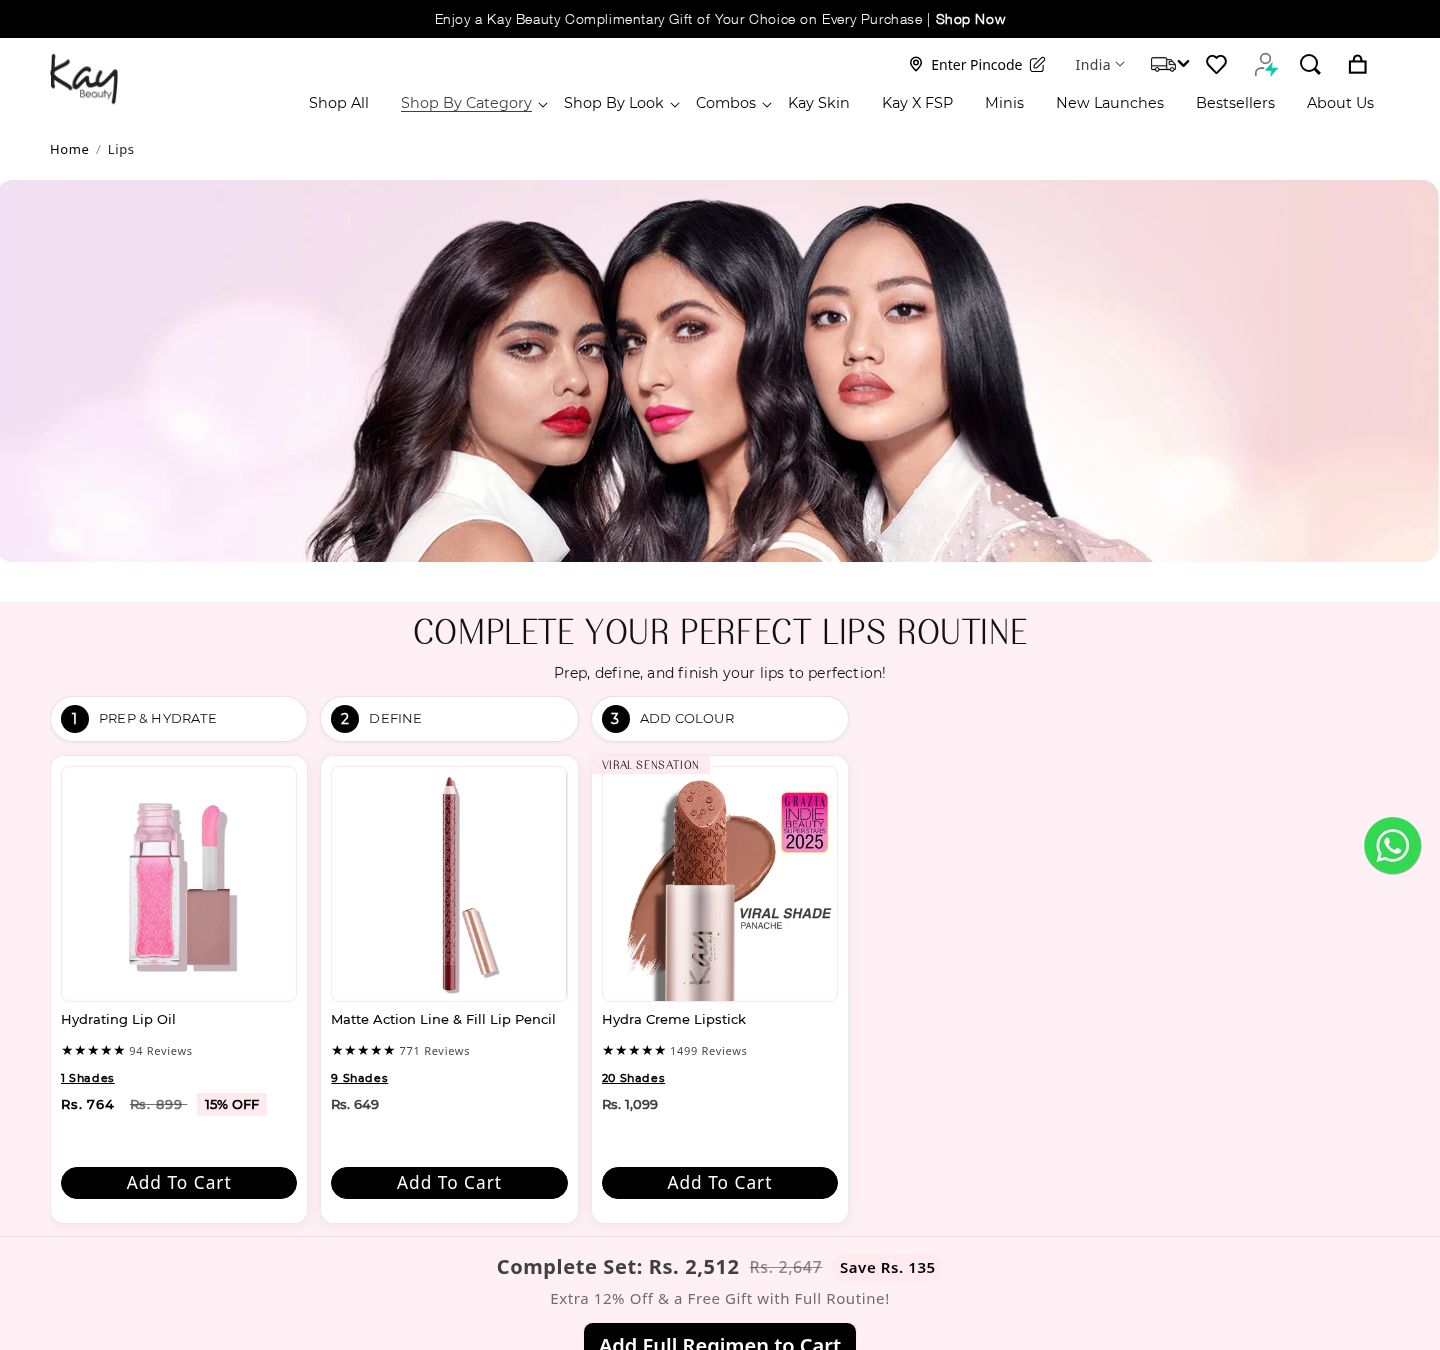 Enjoy a Kay Beauty Complimentary Gift of Your Choice on Every Purchase | Shop Now
Kay
Beauty
Enter Pincode
India
Shop All
Shop By Category
Shop By Look
Combos
Kay Skin
Kay X FSP
Minis
New Launches
Bestsellers
About Us
Home / Lips
COMPLETE YOUR PERFECT LIPS ROUTINE
Prep, define, and finish your lips to perfection!
1 PREP & HYDRATE
2 DEFINE
3 ADD COLOUR
VIRAL SENSATION
GRAZIA
INDIE
BEAUTY
SUPERSTARS
2025
VIRAL SHADE
PANACHE
Kay
Hydrating Lip Oil
★★★★★ 94 Reviews
1 Shades
Rs. 764 Rs. 899 15% OFF
Add To Cart
Matte Action Line & Fill Lip Pencil
★★★★★ 771 Reviews
9 Shades
Rs. 649
Add To Cart
Hydra Creme Lipstick
★★★★★ 1499 Reviews
20 Shades
Rs. 1,099
Add To Cart
Complete Set: Rs. 2,512 Rs. 2,647 Save Rs. 135
Extra 12% Off & a Free Gift with Full Routine!
Add Full Regimen to Cart